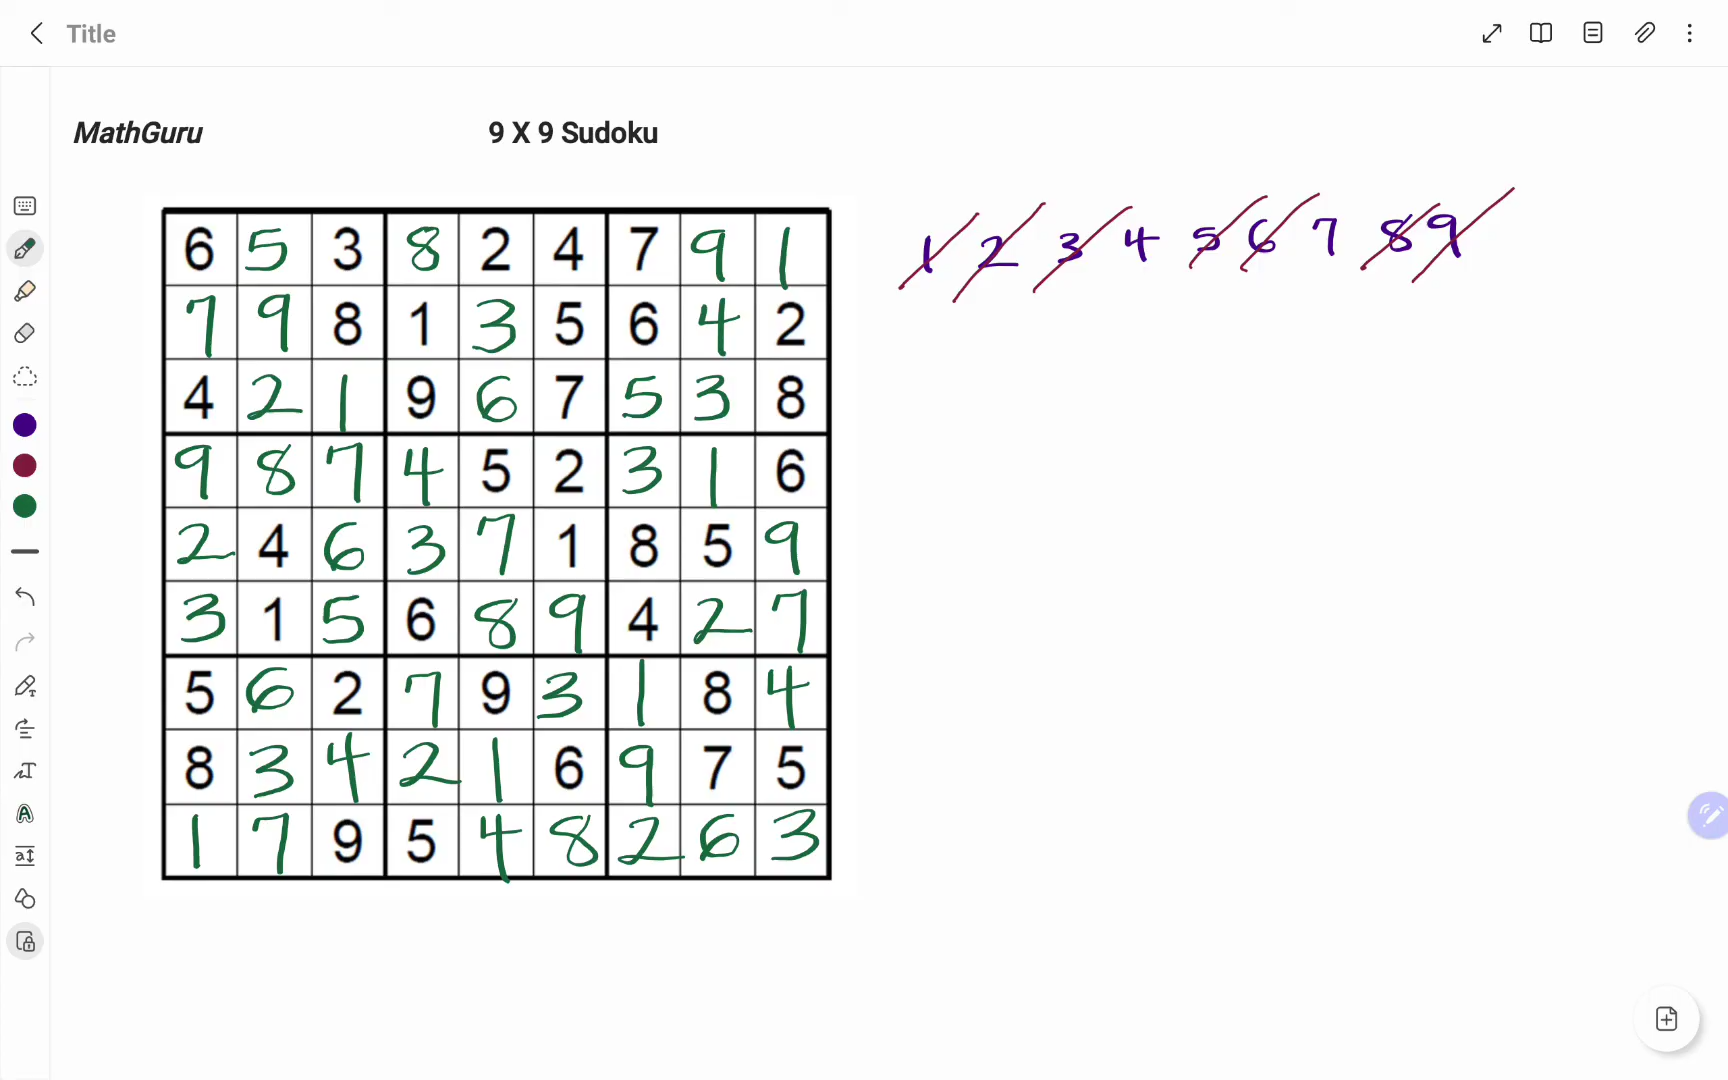 Title
MathGuru 9 X 9 Sudoku
1 2 3 4 5 6 7 8 9
6 5 3 8 2 4 7 9 1
7 9 8 1 3 5 6 4 2
4 2 1 9 6 7 5 3 8
9 8 7 4 5 2 3 1 6
2 4 6 3 7 1 8 5 9
3 1 5 6 8 9 4 2 7
5 6 2 7 9 3 1 8 4
8 3 4 2 1 6 9 7 5
1 7 9 5 4 8 2 6 3